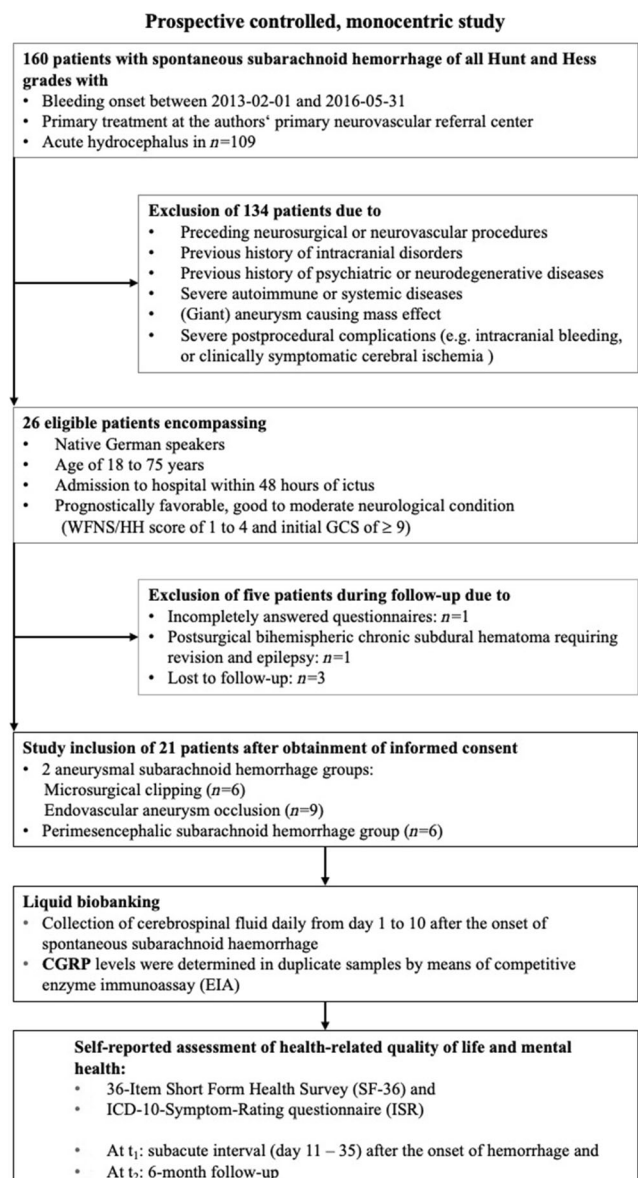 Prospective controlled, monocentric study
160 patients with spontaneous subarachnoid hemorrhage of all Hunt and Hess
grades with
• Bleeding onset between 2013-02-01 and 2016-05-31
• Primary treatment at the authors‘ primary neurovascular referral center
• Acute hydrocephalus in n=109
Exclusion of 134 patients due to
• Preceding neurosurgical or neurovascular procedures
• Previous history of intracranial disorders
• Previous history of psychiatric or neurodegenerative diseases
• Severe autoimmune or systemic diseases
• (Giant) aneurysm causing mass effect
• Severe postprocedural complications (e.g. intracranial bleeding,
or clinically symptomatic cerebral ischemia )
26 eligible patients encompassing
• Native German speakers
• Age of 18 to 75 years
• Admission to hospital within 48 hours of ictus
• Prognostically favorable, good to moderate neurological condition
(WFNS/HH score of 1 to 4 and initial GCS of ≥ 9)
Exclusion of five patients during follow-up due to
• Incompletely answered questionnaires: n=1
• Postsurgical bihemispheric chronic subdural hematoma requiring
revision and epilepsy: n=1
• Lost to follow-up: n=3
Study inclusion of 21 patients after obtainment of informed consent
• 2 aneurysmal subarachnoid hemorrhage groups:
Microsurgical clipping (n=6)
Endovascular aneurysm occlusion (n=9)
• Perimesencephalic subarachnoid hemorrhage group (n=6)
Liquid biobanking
• Collection of cerebrospinal fluid daily from day 1 to 10 after the onset of
spontaneous subarachnoid haemorrhage
• CGRP levels were determined in duplicate samples by means of competitive
enzyme immunoassay (EIA)
Self-reported assessment of health-related quality of life and mental
health:
• 36-Item Short Form Health Survey (SF-36) and
• ICD-10-Symptom-Rating questionnaire (ISR)
• At t₁: subacute interval (day 11 – 35) after the onset of hemorrhage and
• At t₂: 6-month follow-up